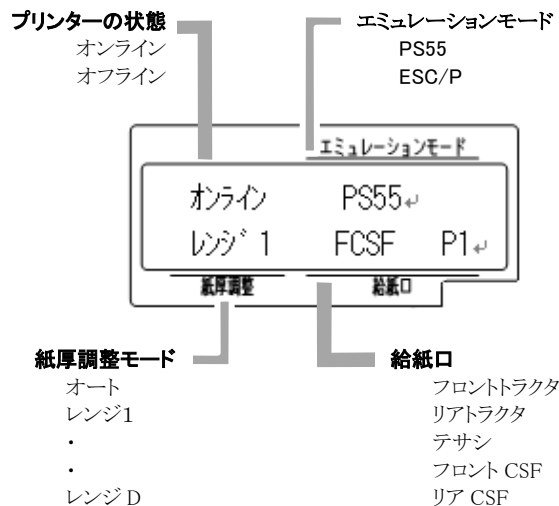 プリンターの状態
オンライン
オフライン
エミュレーションモード
PS55
ESC/P
エミュレーションモード
オンライン PS55↵
レンジ゛1 FCSF P1↵
紙厚調整 給紙口
紙厚調整モード
オート
レンジ1
・
・
レンジ D
給紙口
フロントトラクタ
リアトラクタ
テサシ
フロント CSF
リア CSF